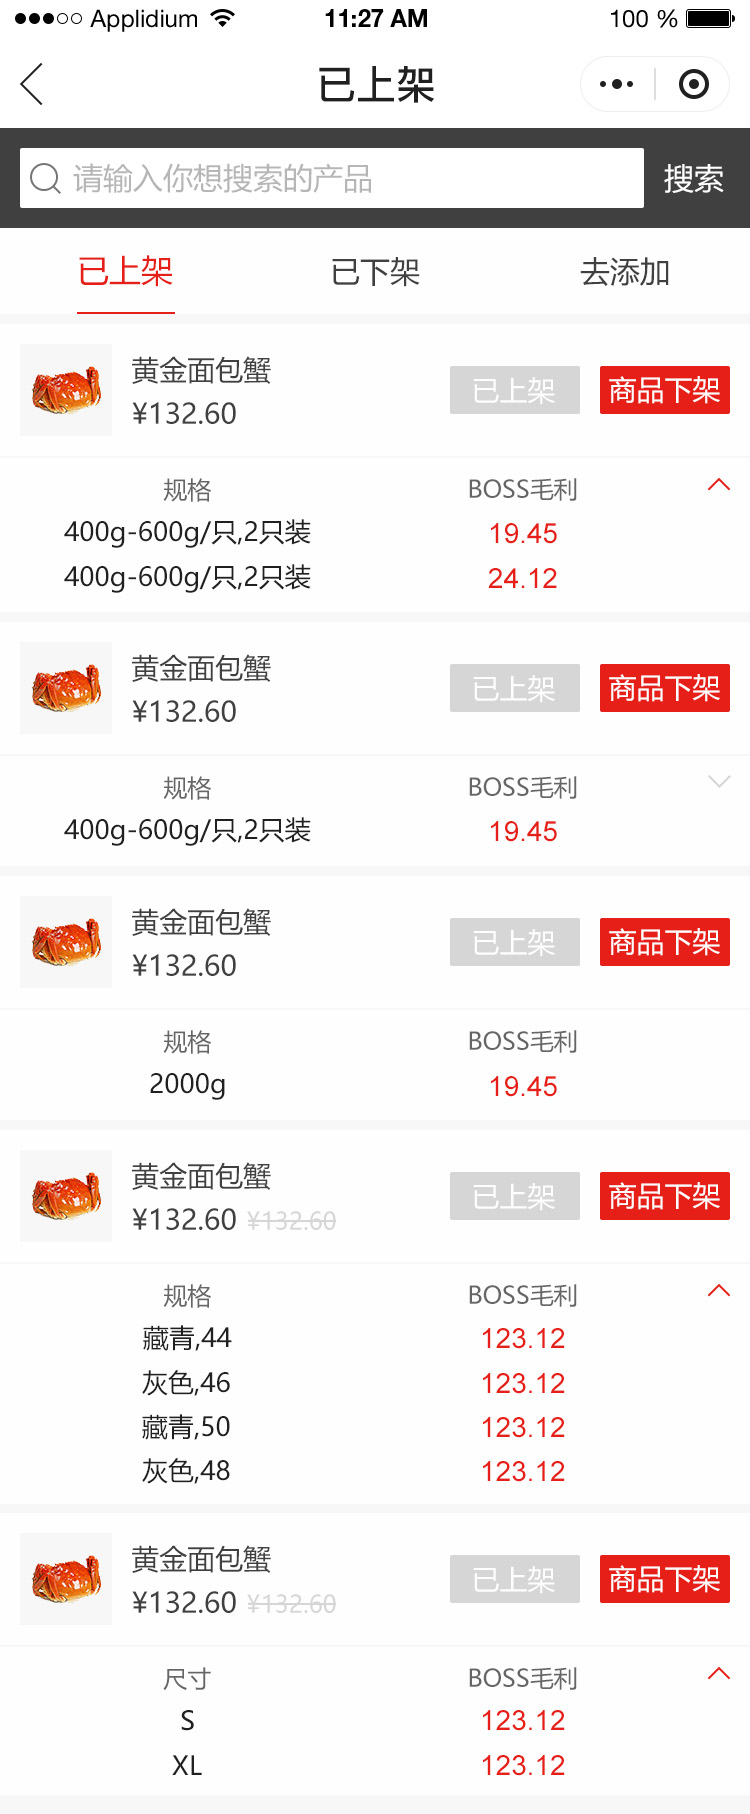 Applidium 11:27 AM 100 %
已上架
请输入你想搜索的产品 搜索
已上架 已下架 去添加
黄金面包蟹
¥132.60
已上架 商品下架
规格 BOSS毛利
400g-600g/只,2只装 19.45
400g-600g/只,2只装 24.12
黄金面包蟹
¥132.60
已上架 商品下架
规格 BOSS毛利
400g-600g/只,2只装 19.45
黄金面包蟹
¥132.60
已上架 商品下架
规格 BOSS毛利
2000g 19.45
黄金面包蟹
¥132.60 ¥132.60
已上架 商品下架
规格 BOSS毛利
藏青,44 123.12
灰色,46 123.12
藏青,50 123.12
灰色,48 123.12
黄金面包蟹
¥132.60 ¥132.60
已上架 商品下架
尺寸 BOSS毛利
S 123.12
XL 123.12